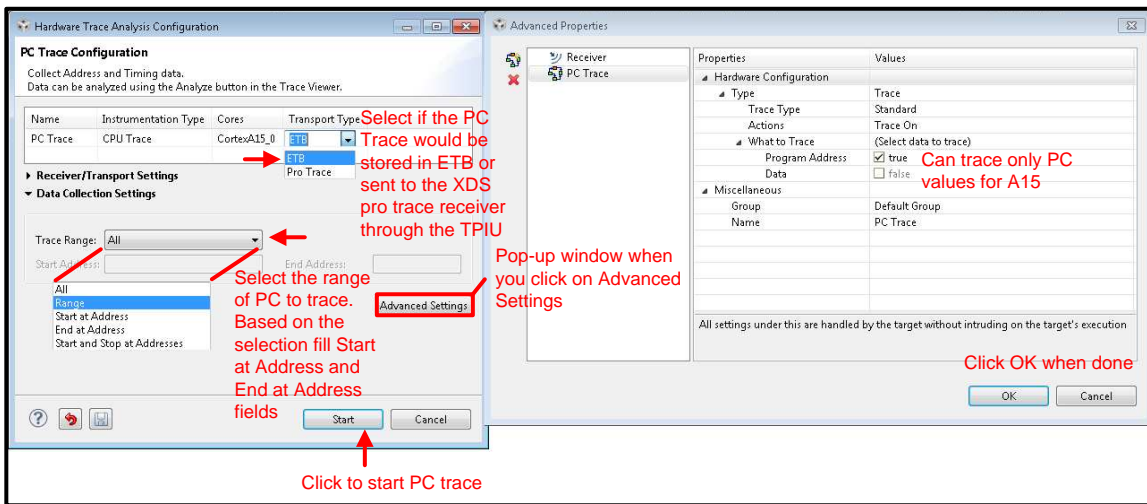 Hardware Trace Analysis Configuration
PC Trace Configuration
Collect Address and Timing data.
Data can be analyzed using the Analyze button in the Trace Viewer.
Name Instrumentation Type Cores Transport Type
PC Trace CPU Trace CortexA15_0 ETB
ETB
Pro Trace
Select if the PC
Trace would be
stored in ETB or
sent to the XDS
pro trace receiver
through the TPIU
Receiver/Transport Settings
Data Collection Settings
Trace Range: All
Start Address: End Address:
All
Range
Start at Address
End at Address
Start and Stop at Addresses
Select the range
of PC to trace.
Based on the
selection fill Start
at Address and
End at Address
fields
Advanced Settings
Pop-up window when
you click on Advanced
Settings
Start Cancel
Click to start PC trace
Advanced Properties
Receiver
PC Trace
Properties Values
Hardware Configuration
Type Trace
Trace Type Standard
Actions Trace On
What to Trace (Select data to trace)
Program Address true
Data false
Can trace only PC
values for A15
Miscellaneous
Group Default Group
Name PC Trace
All settings under this are handled by the target without intruding on the target's execution
Click OK when done
OK Cancel